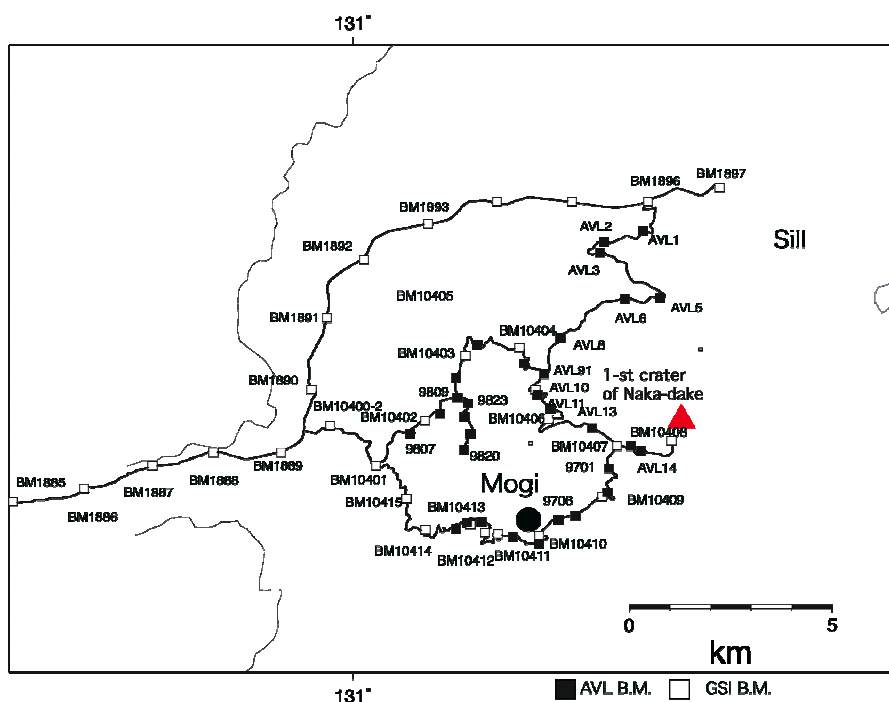 131°
BM1897
BM1896
BM1893
AVL2
AVL1
Sill
BM1892
AVL3
BM10405
AVL5
AVL6
BM1891
BM10404
AVL8
BM10403
AVL91
1-st crater
of Naka-dake
BM1890
AVL10
9809
9823
AVL11
BM10400-2
BM10402
BM10406
AVL13
BM10408
9807
BM10407
BM1889
9820
AVL14
BM1888
BM10401
9701
BM1885
BM1887
Mogi
BM10415
9706
BM10409
BM1886
BM10413
BM10414
BM10412
BM10411
BM10410
0
5
km
131°
AVL B.M.
GSI B.M.